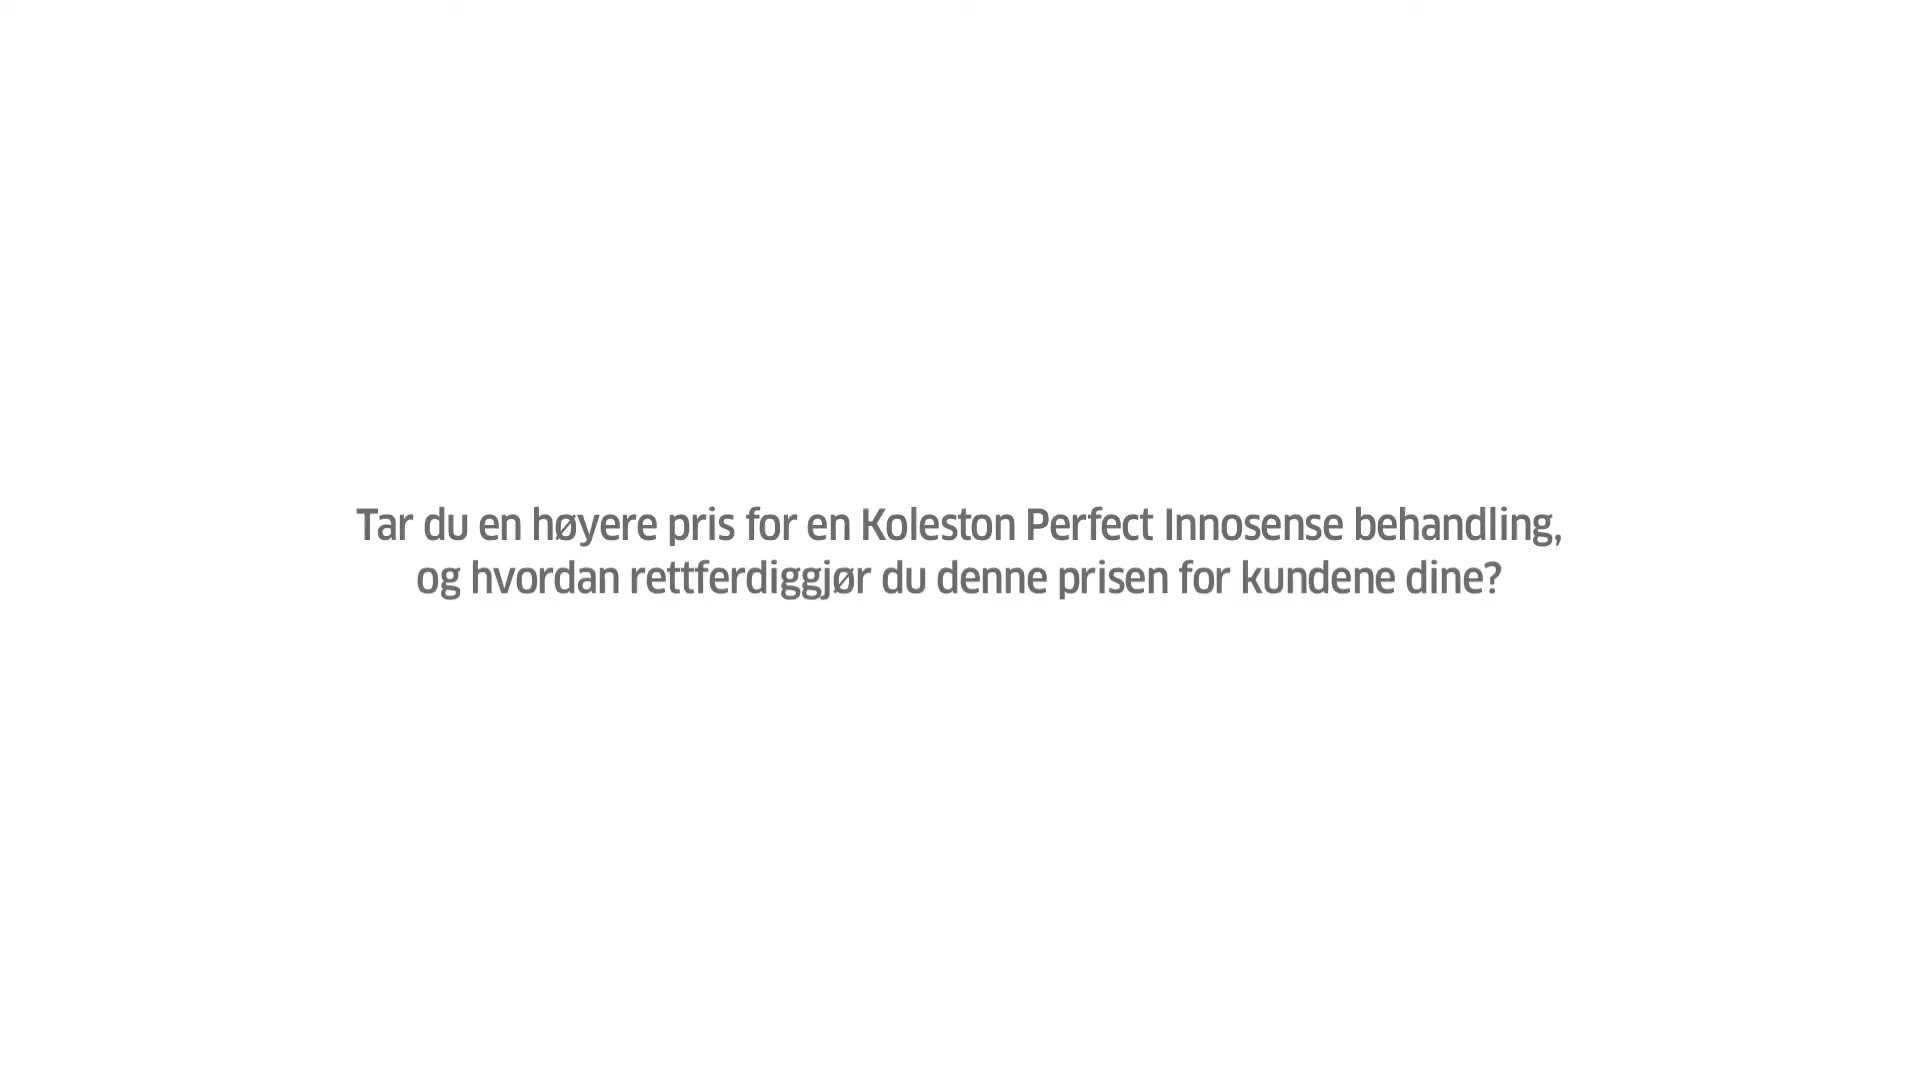 Tar du en høyere pris for en Koleston Perfect Innosense behandling,
og hvordan rettferdiggjør du denne prisen for kundene dine?